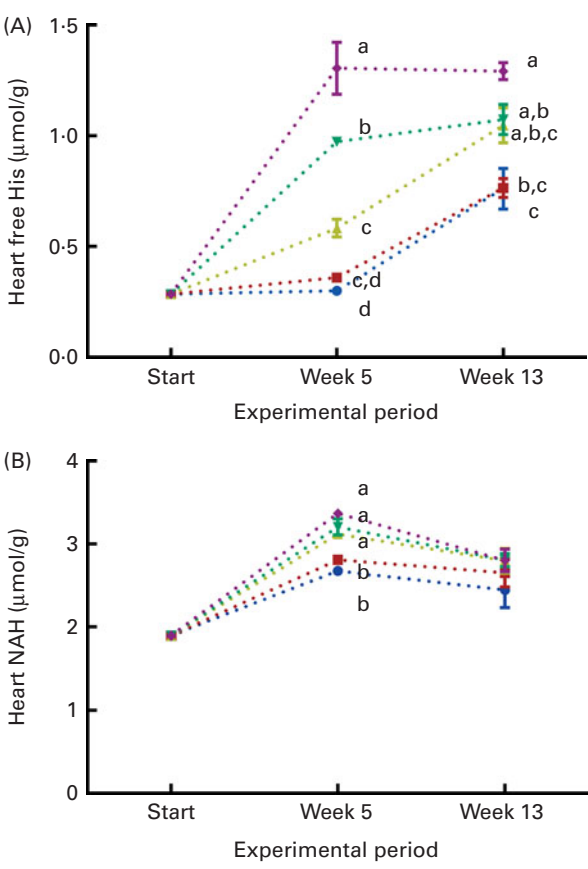 (A)
1·5
1·0
0·5
0·0
Heart free His (μmol/g)
a
a
b
a,b
a,b,c
c
b,c
c
c,d
d
Start
Week 5
Week 13
Experimental period
(B)
4
3
2
1
0
Heart NAH (μmol/g)
a
a
a
b
b
Start
Week 5
Week 13
Experimental period